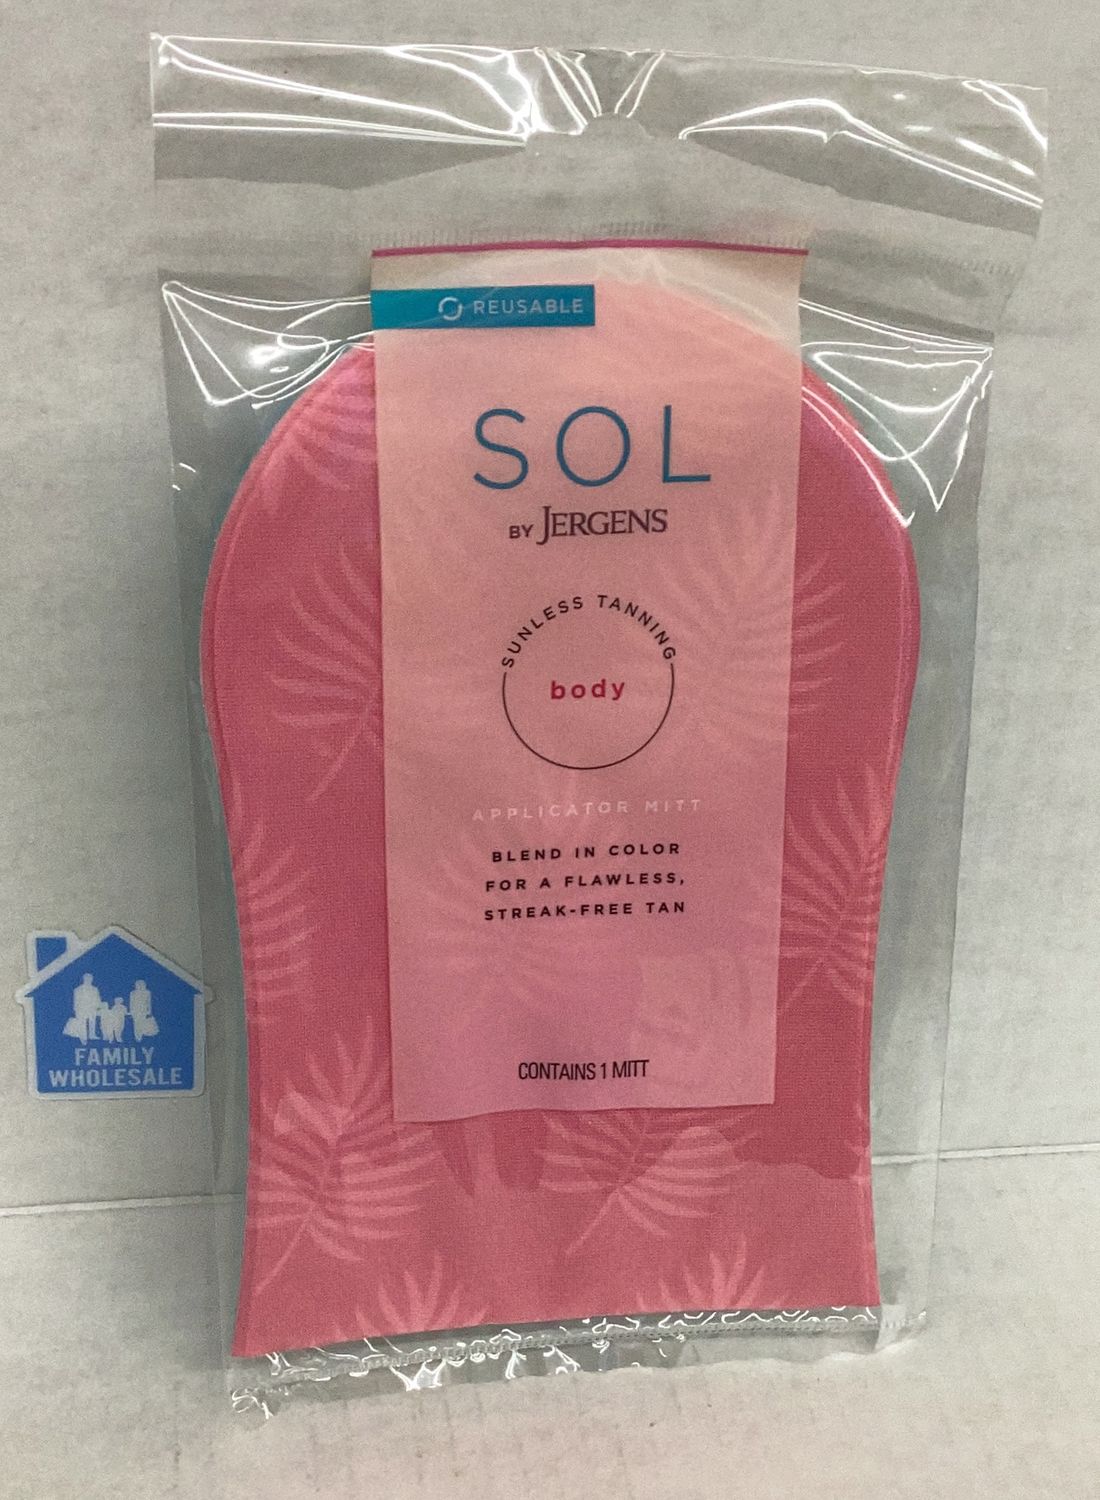 REUSABLE
SOL
BY JERGENS
SUNLESS TANNING
body
APPLICATOR MITT
BLEND IN COLOR
FOR A FLAWLESS,
STREAK-FREE TAN
CONTAINS 1 MITT
FAMILY
WHOLESALE